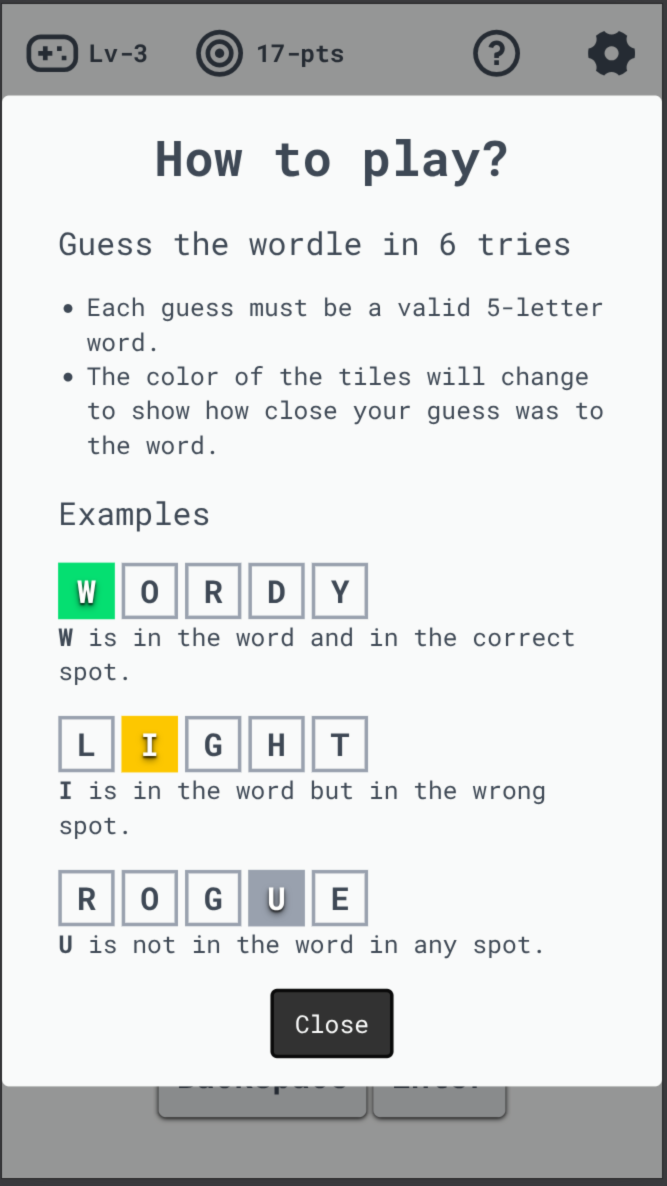 Lv-3 17-pts ?
How to play?
Guess the wordle in 6 tries
• Each guess must be a valid 5-letter
word.
• The color of the tiles will change
to show how close your guess was to
the word.
Examples
W O R D Y
W is in the word and in the correct
spot.
L I G H T
I is in the word but in the wrong
spot.
R O G U E
U is not in the word in any spot.
Close
Backspace Enter